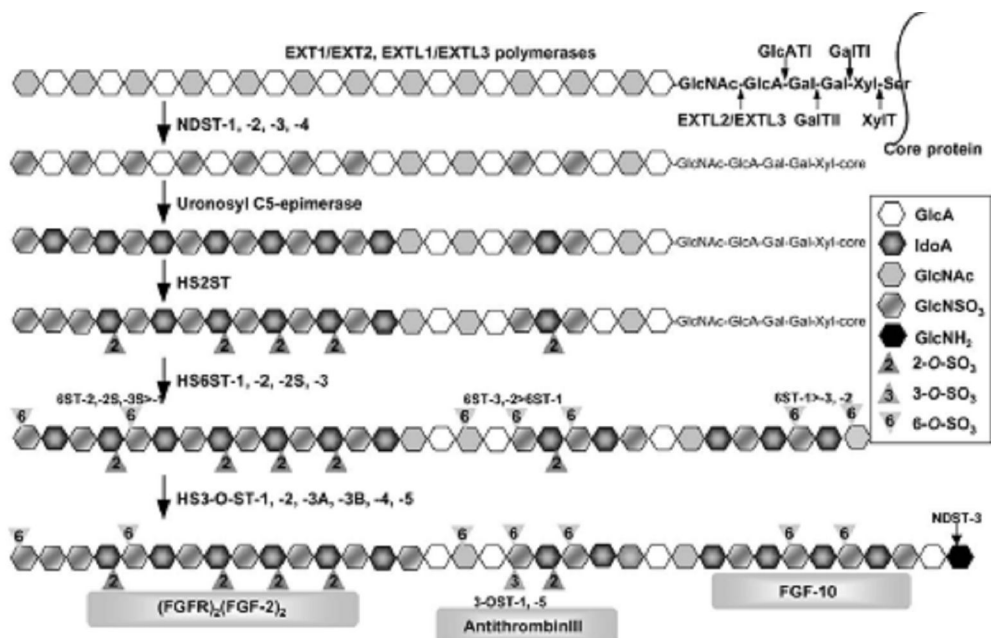 EXT1/EXT2, EXTL1/EXTL3 polymerases
GlcATI GalTI
GlcNAc-GlcA-Gal-Gal-Xyl-Ser
EXTL2/EXTL3 GalTII XylT
Core protein
NDST-1, -2, -3, -4
GlcNAc-GlcA-Gal-Gal-Xyl-core
Uronosyl C5-epimerase
GlcNAc-GlcA-Gal-Gal-Xyl-core
HS2ST
GlcNAc-GlcA-Gal-Gal-Xyl-core
2 2 2 2 2
HS6ST-1, -2, -2S, -3
6ST-2, -2S, -3S>-1 6ST-3, -2>6ST-1 6ST-1>-3, -2
6 6 6 6 6 6 6
2 2 2 2 2
HS3-O-ST-1, -2, -3A, -3B, -4, -5
NDST-3
6 6 6 6 6 6 6
2 2 2 2 3 2
3-OST-1, -5
(FGFR)2(FGF-2)2
AntithrombinIII
FGF-10
GlcA
IdoA
GlcNAc
GlcNSO3
GlcNH2
2 2-O-SO3
3 3-O-SO3
6 6-O-SO3